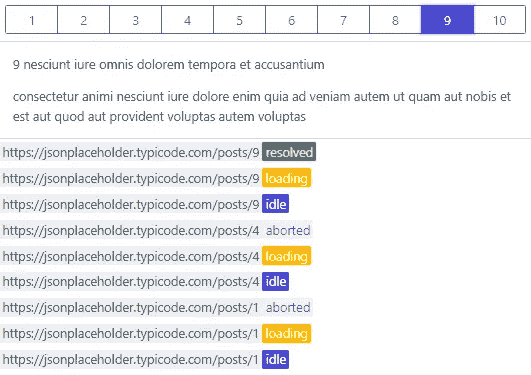 1 2 3 4 5 6 7 8 9 10
9 nesciunt iure omnis dolorem tempora et accusantium
consectetur animi nesciunt iure dolore enim quia ad veniam autem ut quam aut nobis et
est aut quod aut provident voluptas autem voluptas
https://jsonplaceholder.typicode.com/posts/9 resolved
https://jsonplaceholder.typicode.com/posts/9 loading
https://jsonplaceholder.typicode.com/posts/9 idle
https://jsonplaceholder.typicode.com/posts/4 aborted
https://jsonplaceholder.typicode.com/posts/4 loading
https://jsonplaceholder.typicode.com/posts/4 idle
https://jsonplaceholder.typicode.com/posts/1 aborted
https://jsonplaceholder.typicode.com/posts/1 loading
https://jsonplaceholder.typicode.com/posts/1 idle